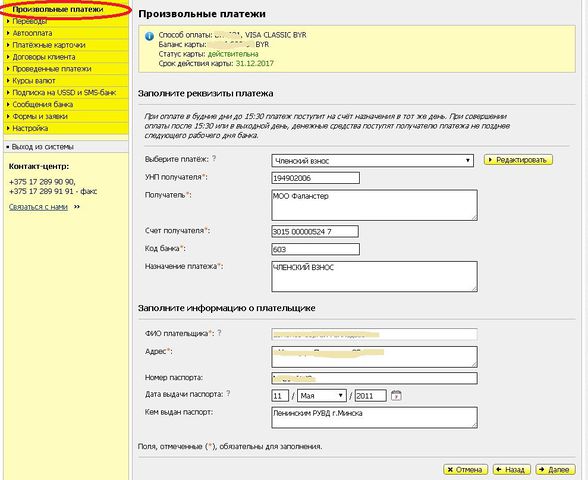 Произвольные платежи
Переводы
Автооплата
Платёжные карточки
Договоры клиента
Проведенные платежи
Курсы валют
Подписка на USSD и SMS-банк
Сообщения банка
Формы и заявки
Настройка
Выход из системы
Контакт-центр:
+375 17 289 90 90,
+375 17 289 91 91 - факс
Связаться с нами >>
Произвольные платежи
Способ оплаты: VISA CLASSIC BYR
Баланс карты: BYR
Статус карты: действительна
Срок действия карты: 31.12.2017
Заполните реквизиты платежа
При оплате в будние дни до 15:30 платеж поступит на счёт назначения в тот же день. При совершении
оплаты после 15:30 или в выходной день, денежные средства поступят получателю платежа не позднее
следующего рабочего дня банка.
Выберите платёж: ? Членский взнос Редактировать
УНП получателя*: 194902006
Получатель*: МОО Фаланстер
Счет получателя*: 3015 00000524 7
Код банка*: 603
Назначение платежа*: ЧЛЕНСКИЙ ВЗНОС
Заполните информацию о плательщике
ФИО плательщика*: ?
Адрес*:
Номер паспорта:
Дата выдачи паспорта: ? 11 / Мая / 2011
Кем выдан паспорт: Ленинским РУВД г.Минска
Поля, отмеченные (*), обязательны для заполнения.
Отмена Назад Далее